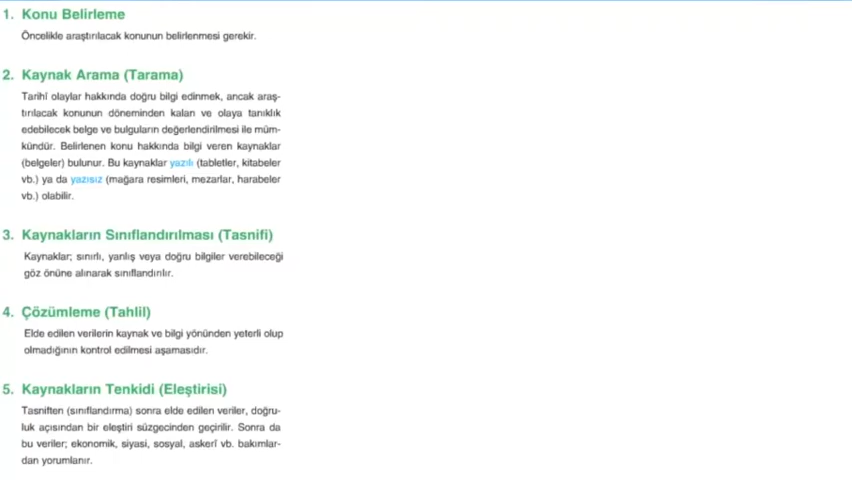 1. Konu Belirleme
Öncelikle araştırılacak konunun belirlenmesi gerekir.
2. Kaynak Arama (Tarama)
Tarihî olaylar hakkında doğru bilgi edinmek, ancak araş-
tırılacak konunun döneminden kalan ve olaya tanıklık
edebilecek belge ve bulguların değerlendirilmesi ile müm-
kündür. Belirlenen konu hakkında bilgi veren kaynaklar
(belgeler) bulunur. Bu kaynaklar yazılı (tabletler, kitabeler
vb.) ya da yazısız (mağara resimleri, mezarlar, harabeler
vb.) olabilir.
3. Kaynakların Sınıflandırılması (Tasnifi)
Kaynaklar; sınırlı, yanlış veya doğru bilgiler verebileceği
göz önüne alınarak sınıflandırılır.
4. Çözümleme (Tahlil)
Elde edilen verilerin kaynak ve bilgi yönünden yeterli olup
olmadığının kontrol edilmesi aşamasıdır.
5. Kaynakların Tenkidi (Eleştirisi)
Tasniften (sınıflandırma) sonra elde edilen veriler, doğru-
luk açısından bir eleştiri süzgecinden geçirilir. Sonra da
bu veriler; ekonomik, siyasi, sosyal, askerî vb. bakımlar-
dan yorumlanır.